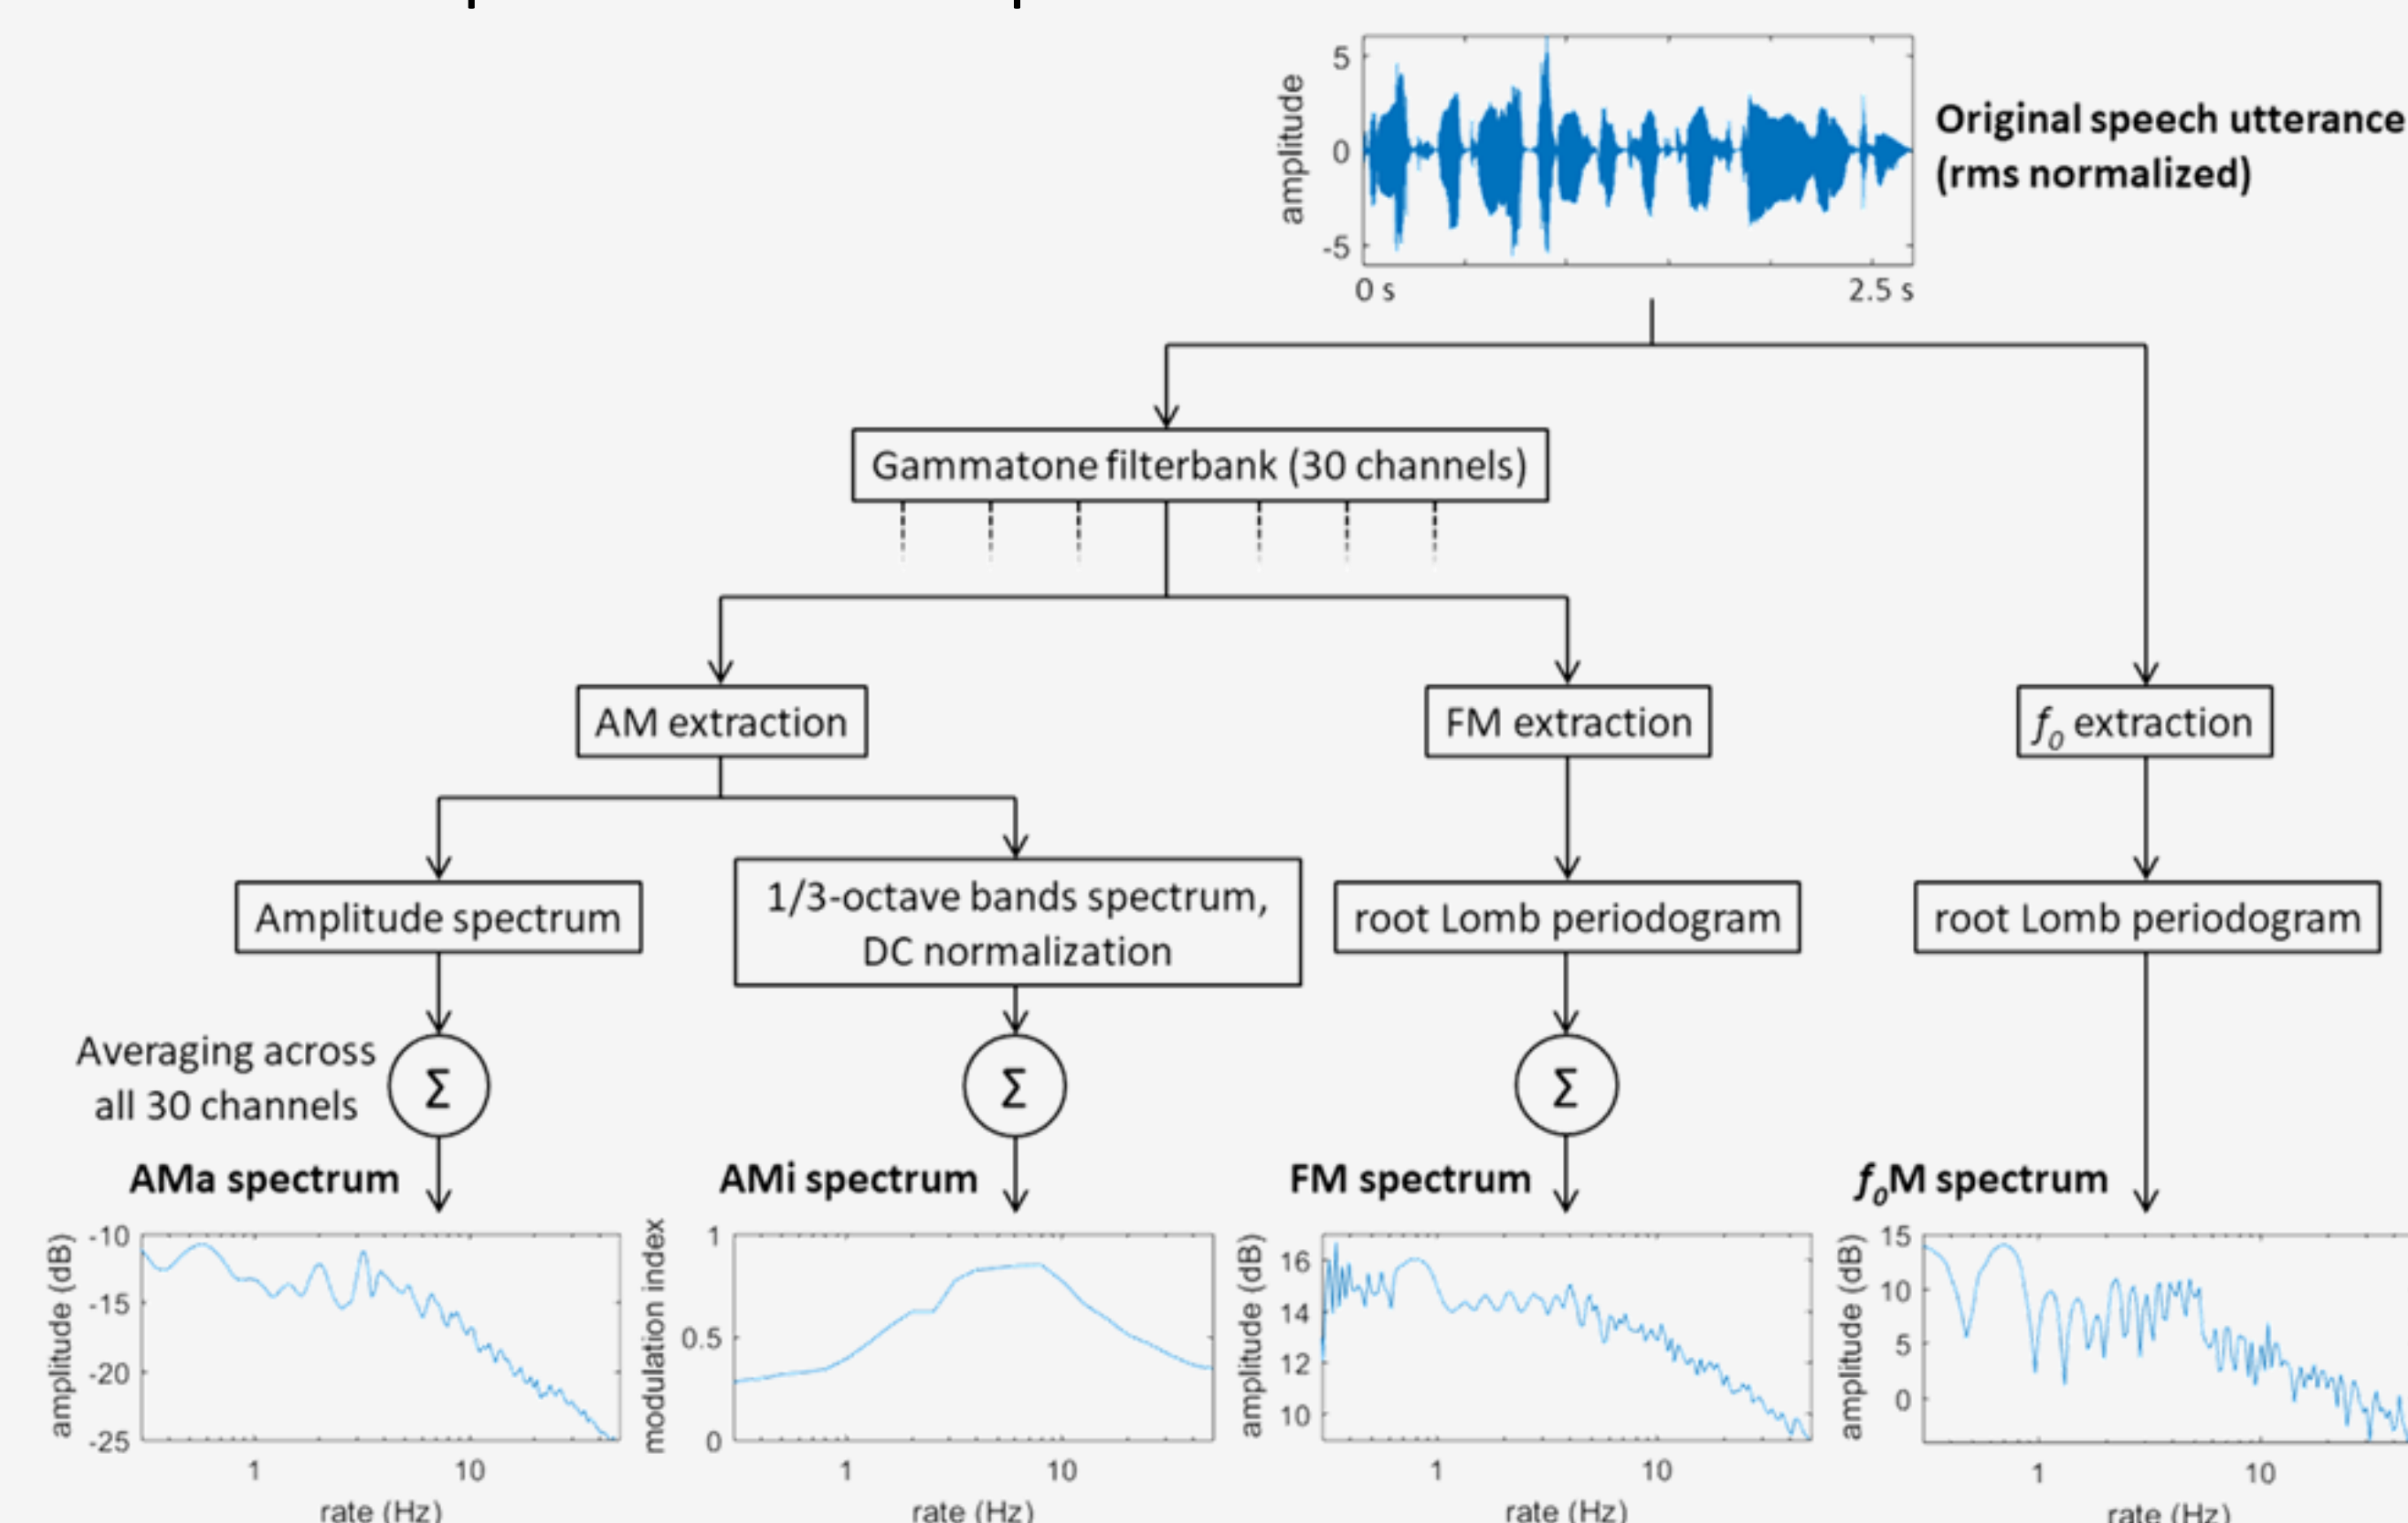 5
0
-5
amplitude
0 s
2.5 s
Original speech utterance
(rms normalized)
Gammatone filterbank (30 channels)
AM extraction
FM extraction
f0 extraction
Amplitude spectrum
1/3-octave bands spectrum,
DC normalization
root Lomb periodogram
root Lomb periodogram
Averaging across
all 30 channels
Σ
Σ
Σ
AMa spectrum
AMi spectrum
FM spectrum
f0M spectrum
amplitude (dB)
-10
-15
-20
-25
1
10
rate (Hz)
modulation index
1
0.5
0
1
10
rate (Hz)
amplitude (dB)
16
14
12
10
1
10
rate (Hz)
amplitude (dB)
15
10
5
0
1
10
rate (Hz)